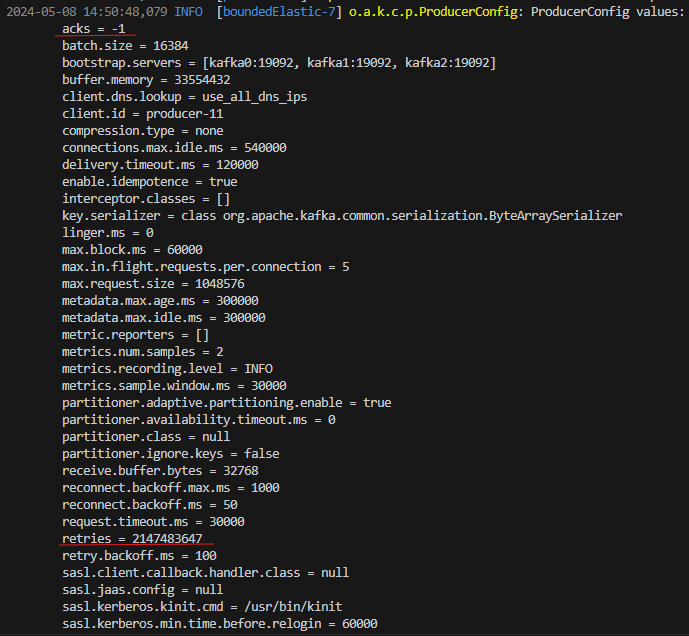 2024-05-08 14:50:48,079 INFO [boundedElastic-7] o.a.k.c.p.ProducerConfig: ProducerConfig values:
acks = -1
batch.size = 16384
bootstrap.servers = [kafka0:19092, kafka1:19092, kafka2:19092]
buffer.memory = 33554432
client.dns.lookup = use_all_dns_ips
client.id = producer-11
compression.type = none
connections.max.idle.ms = 540000
delivery.timeout.ms = 120000
enable.idempotence = true
interceptor.classes = []
key.serializer = class org.apache.kafka.common.serialization.ByteArraySerializer
linger.ms = 0
max.block.ms = 60000
max.in.flight.requests.per.connection = 5
max.request.size = 1048576
metadata.max.age.ms = 300000
metadata.max.idle.ms = 300000
metric.reporters = []
metrics.num.samples = 2
metrics.recording.level = INFO
metrics.sample.window.ms = 30000
partitioner.adaptive.partitioning.enable = true
partitioner.availability.timeout.ms = 0
partitioner.class = null
partitioner.ignore.keys = false
receive.buffer.bytes = 32768
reconnect.backoff.max.ms = 1000
reconnect.backoff.ms = 50
request.timeout.ms = 30000
retries = 2147483647
retry.backoff.ms = 100
sasl.client.callback.handler.class = null
sasl.jaas.config = null
sasl.kerberos.kinit.cmd = /usr/bin/kinit
sasl.kerberos.min.time.before.relogin = 60000